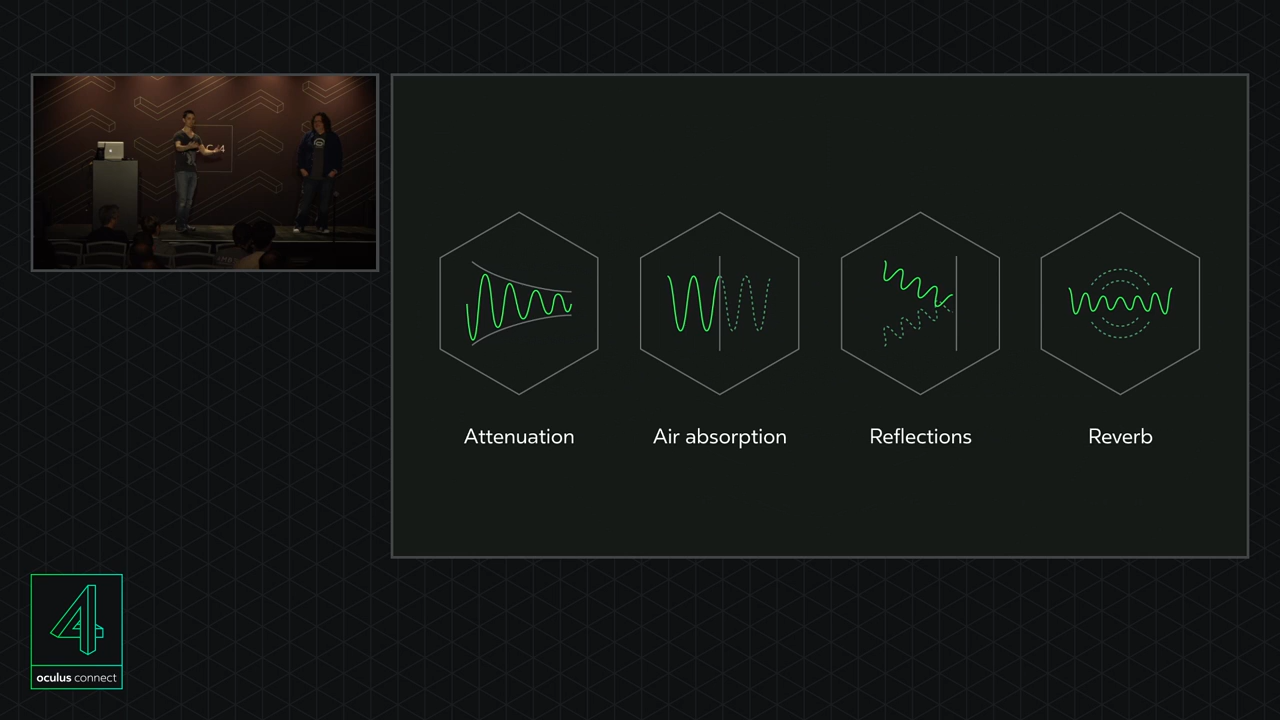 Attenuation
Air absorption
Reflections
Reverb
4
oculus connect